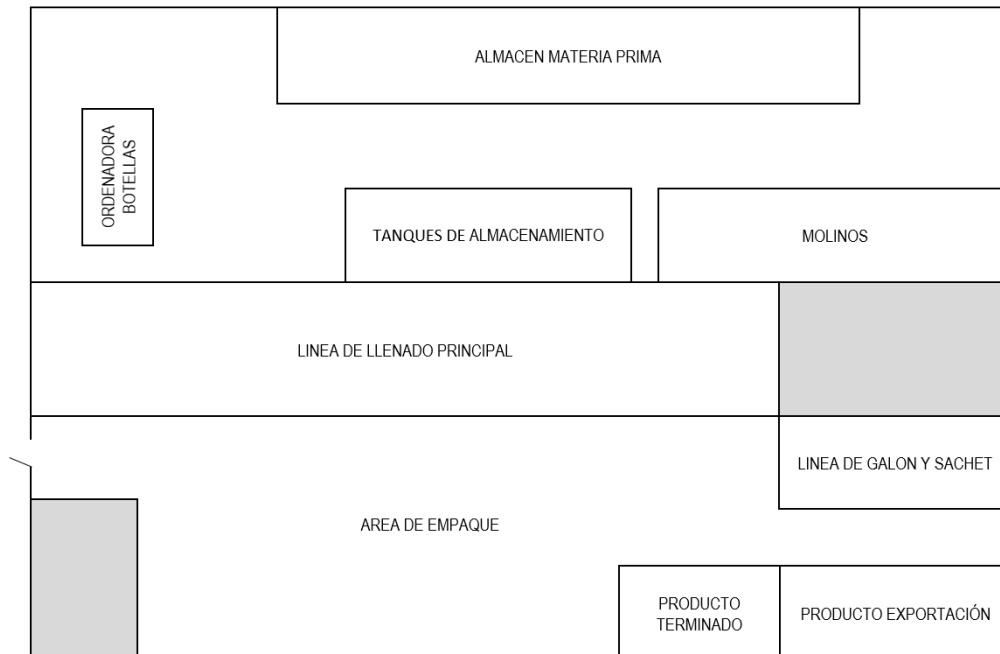 ALMACEN MATERIA PRIMA
ORDENADORA
BOTELLAS
TANQUES DE ALMACENAMIENTO
MOLINOS
LINEA DE LLENADO PRINCIPAL
LINEA DE GALON Y SACHET
AREA DE EMPAQUE
PRODUCTO
TERMINADO
PRODUCTO EXPORTACIÓN